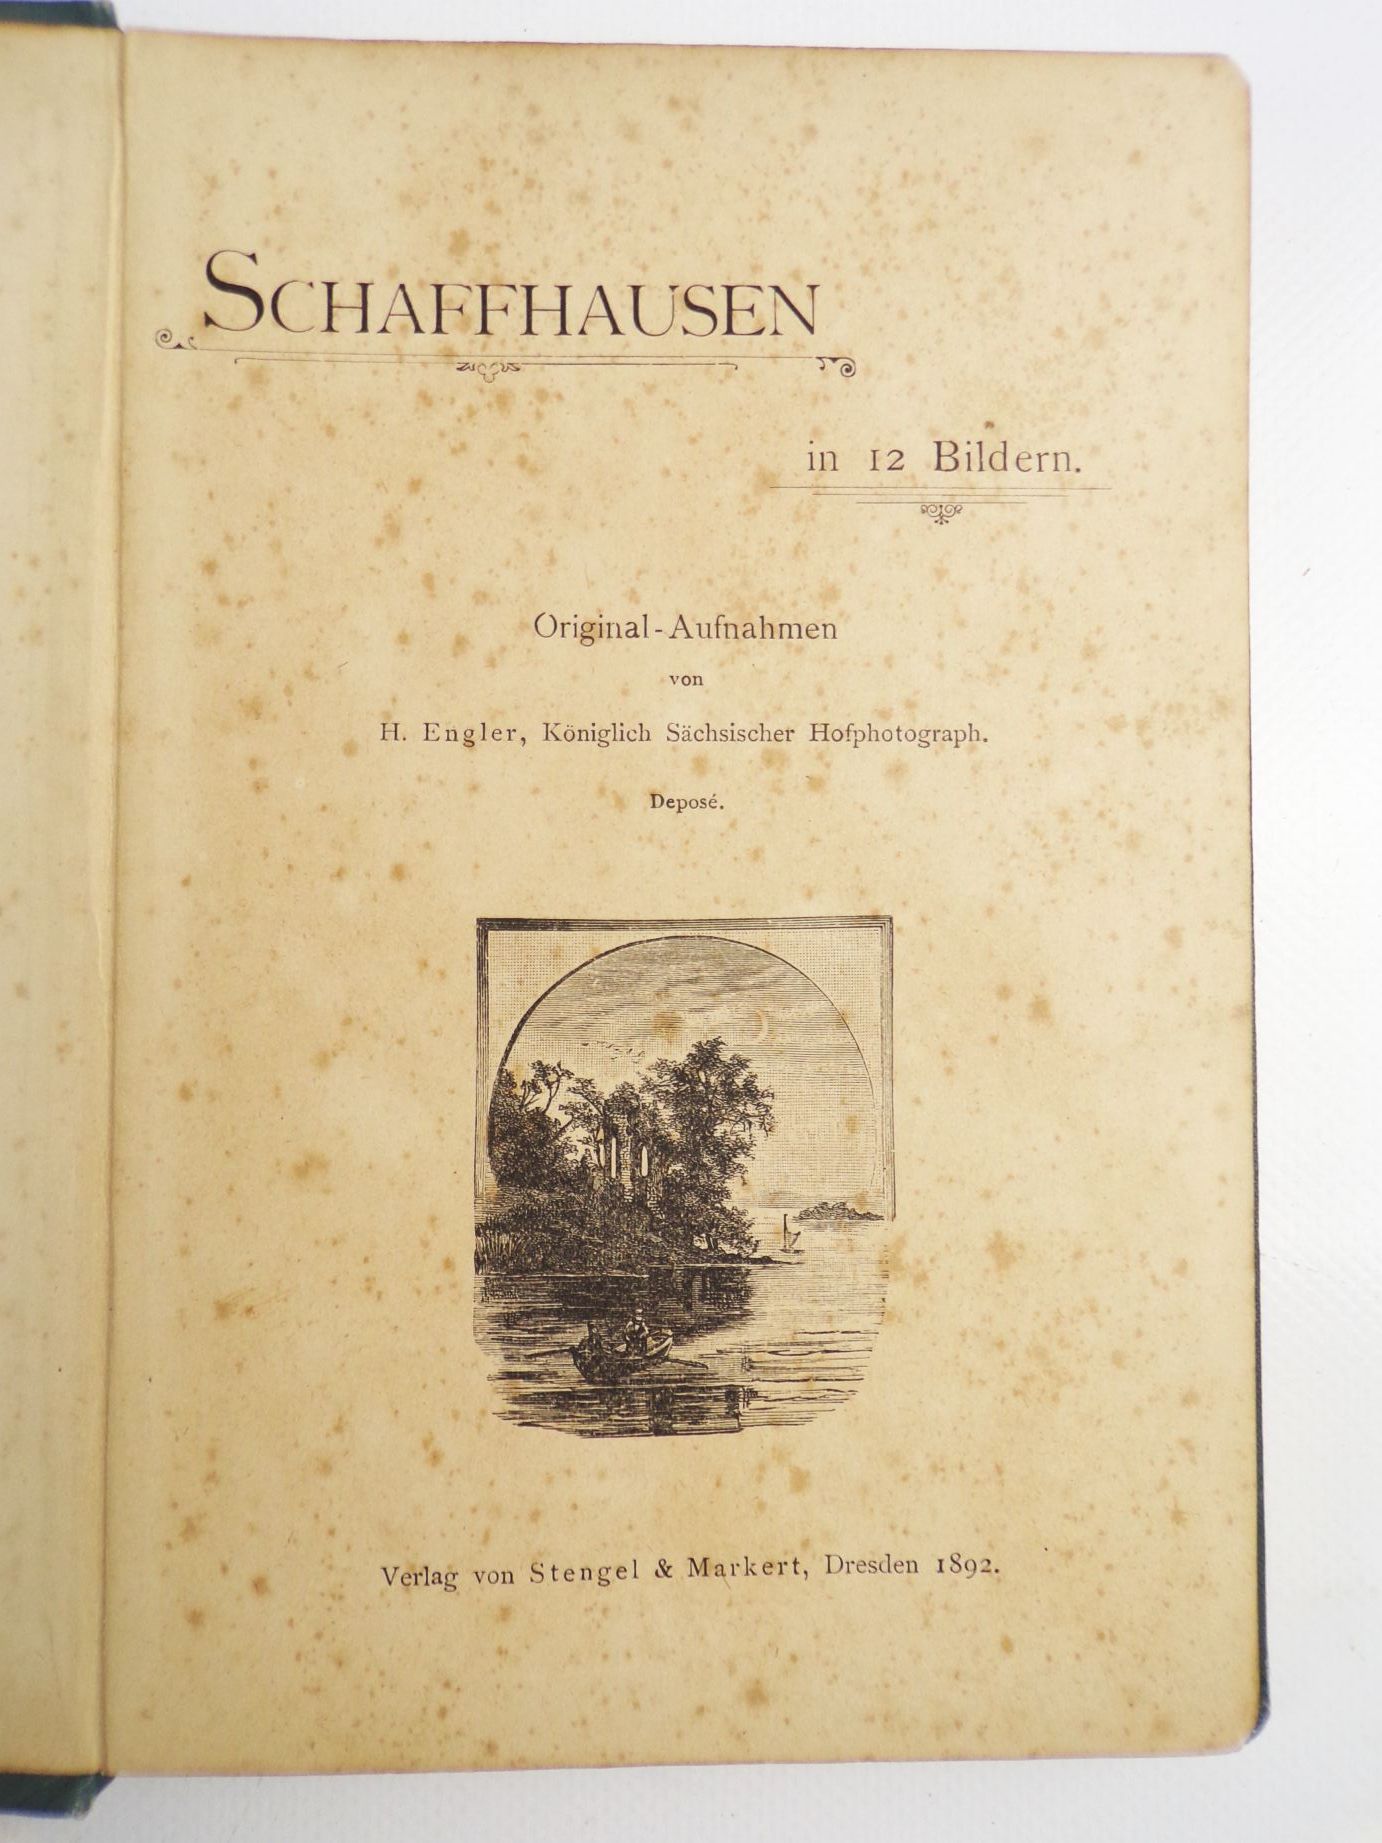 SCHAFFHAUSEN
in 12 Bildern.
Original-Aufnahmen
von
H. Engler, Königlich Sächsischer Hofphotograph.
Deposé.
Verlag von Stengel & Markert, Dresden 1892.